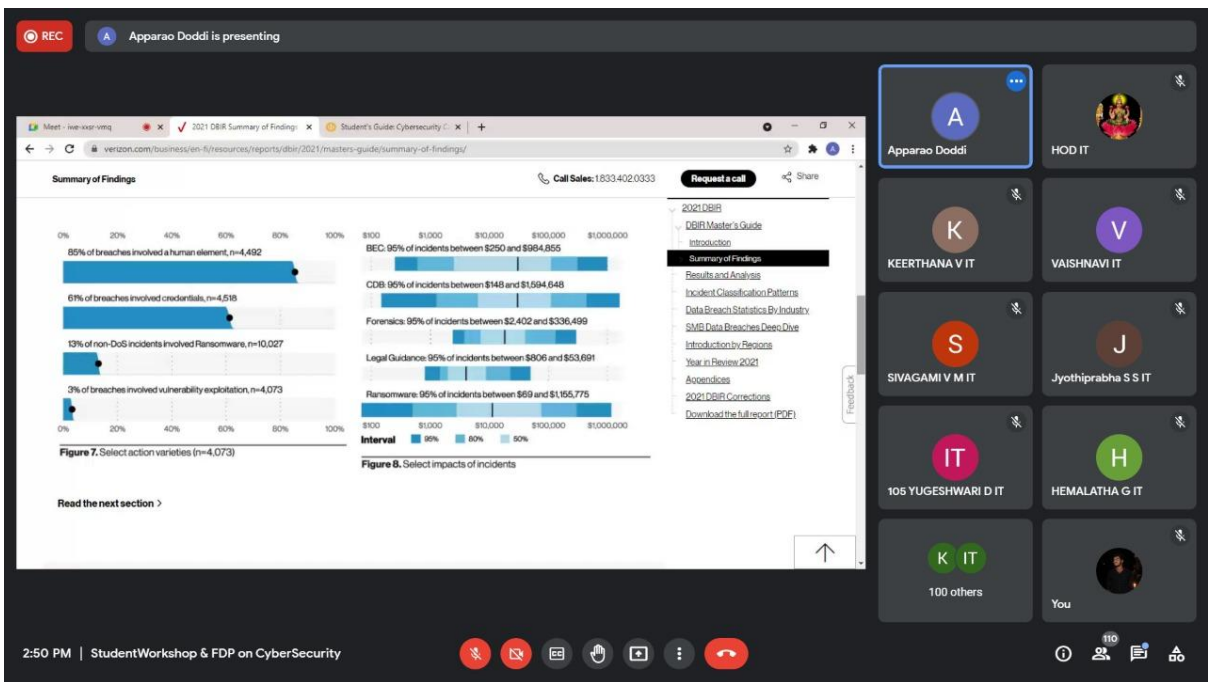 REC
A
Apparao Doddi is presenting
Meet - iwe-xxsr-vmq
2021 DBIR Summary of Findings
Student's Guide: Cybersecurity C
verizon.com/business/en-fi/resources/reports/dbir/2021/masters-guide/summary-of-findings/
A
Summary of Findings
Call Sales: 1.833.402.0333
Request a call
Share
0% 20% 40% 60% 80% 100%
85% of breaches involved a human element, n=4,492
61% of breaches involved credentials, n=4,518
13% of non-DoS incidents involved Ransomware, n=10,027
3% of breaches involved vulnerability exploitation, n=4,073
0% 20% 40% 60% 80% 100%
Figure 7. Select action varieties (n=4,073)
$100 $1,000 $10,000 $100,000 $1,000,000
BEC: 95% of incidents between $250 and $984,855
CDB: 95% of incidents between $148 and $1,594,648
Forensics: 95% of incidents between $2,402 and $336,499
Legal Guidance: 95% of incidents between $806 and $53,691
Ransomware: 95% of incidents between $69 and $1,155,775
$100 $1,000 $10,000 $100,000 $1,000,000
Interval 95% 80% 50%
Figure 8. Select impacts of incidents
2021 DBIR
DBIR Master's Guide
Introduction
Summary of Findings
Results and Analysis
Incident Classification Patterns
Data Breach Statistics By Industry
SMB Data Breaches Deep Dive
Introduction by Regions
Year in Review 2021
Appendices
2021 DBIR Corrections
Download the full report (PDF)
Feedback
Read the next section >
A
Apparao Doddi
HOD IT
K
KEERTHANA V IT
V
VAISHNAVI IT
S
SIVAGAMI V M IT
J
Jyothiprabha S S IT
IT
105 YUGESHWARI D IT
H
HEMALATHA G IT
K IT
100 others
You
2:50 PM | StudentWorkshop & FDP on CyberSecurity
CC
110